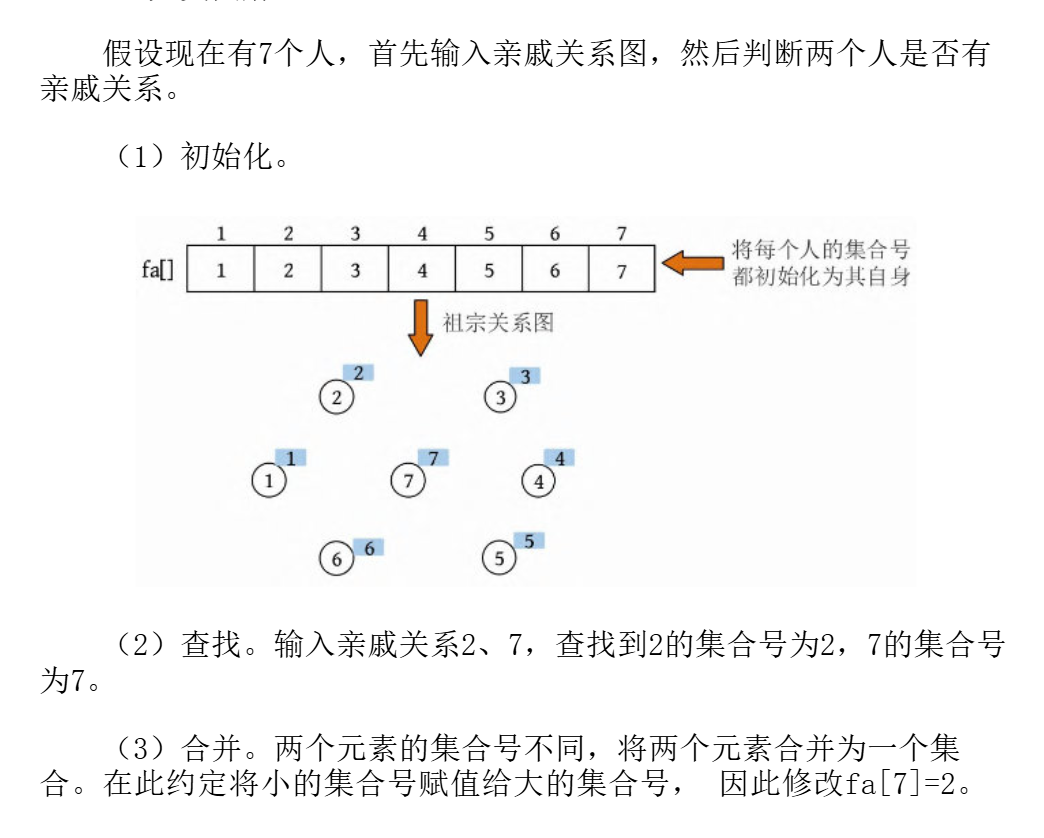 假设现在有7个人，首先输入亲戚关系图，然后判断两个人是否有
亲戚关系。
（1）初始化。
1 2 3 4 5 6 7
fa[] 1 2 3 4 5 6 7
将每个人的集合号
都初始化为其自身
祖宗关系图
2 2
3 3
1 1
7 7
4 4
6 6
5 5
（2）查找。输入亲戚关系2、7，查找到2的集合号为2，7的集合号
为7。
（3）合并。两个元素的集合号不同，将两个元素合并为一个集
合。在此约定将小的集合号赋值给大的集合号， 因此修改fa[7]=2。